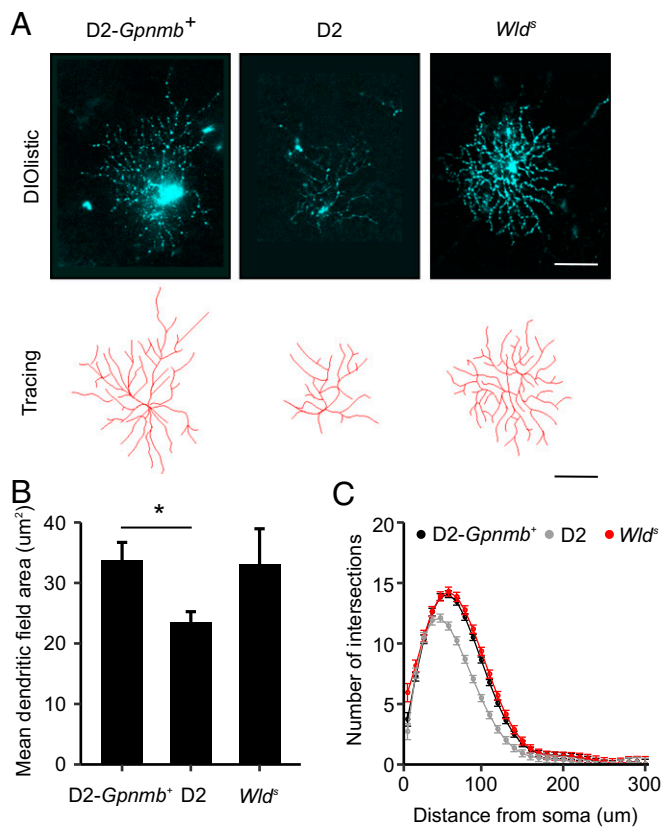 A
D2-Gpnmb⁺ D2 Wldˢ
DIOlistic
Tracing
B
Mean dendritic field area (um²)
40
30
20
10
0
*
D2-Gpnmb⁺ D2 Wldˢ
C
Number of intersections
20
15
10
5
0
D2-Gpnmb⁺ D2 Wldˢ
0 100 200 300
Distance from soma (um)